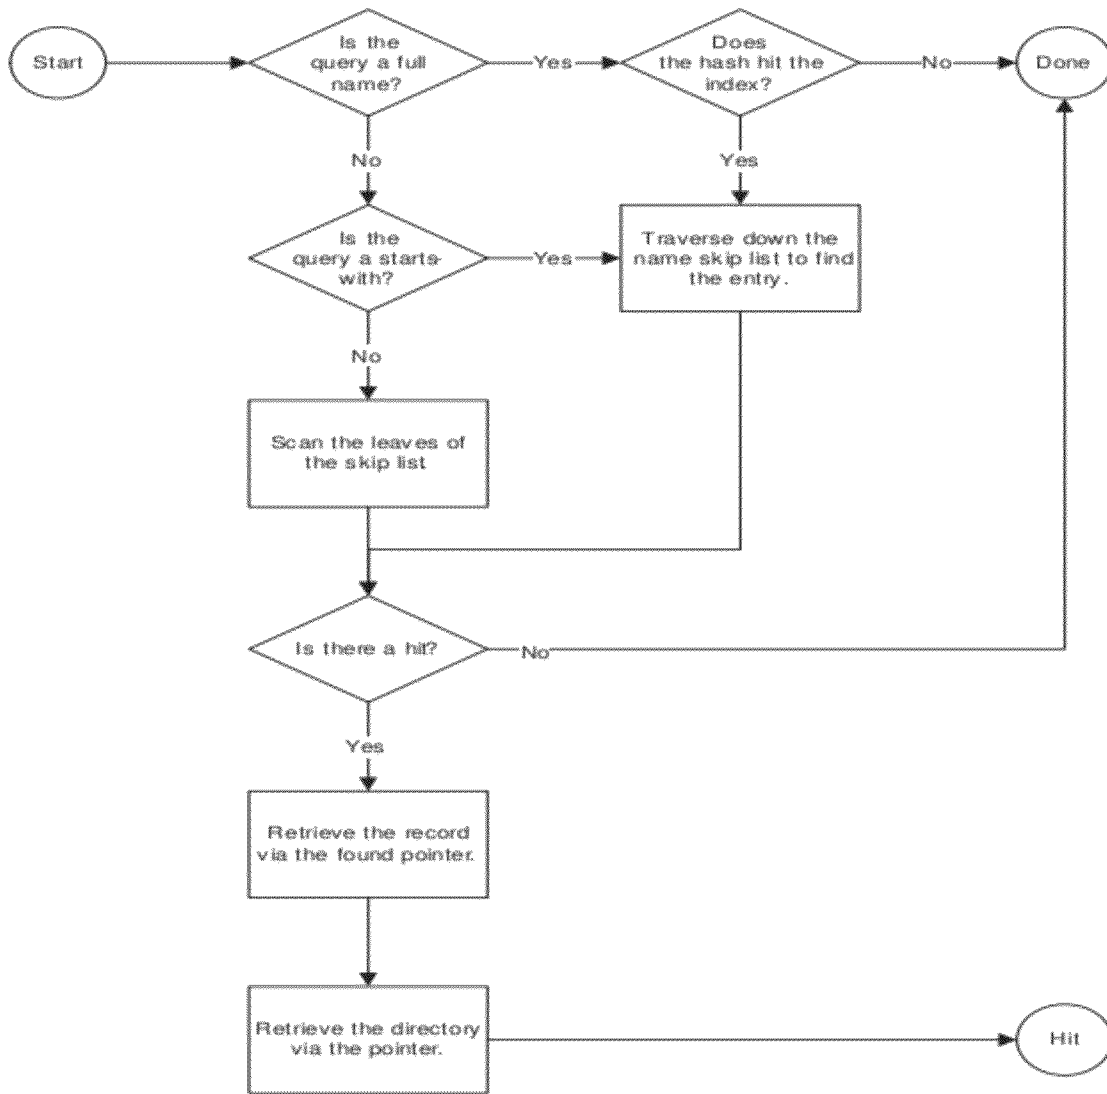 Start
Is the
query a full
name?
Yes
Does
the hash hit the
index?
No
Done
No
Yes
Is the
query a starts-
with?
Yes
Traverse down the
name skip list to find
the entry.
No
Scan the leaves of
the skip list
Is there a hit?
No
Yes
Retrieve the record
via the found pointer.
Retrieve the directory
via the pointer.
Hit